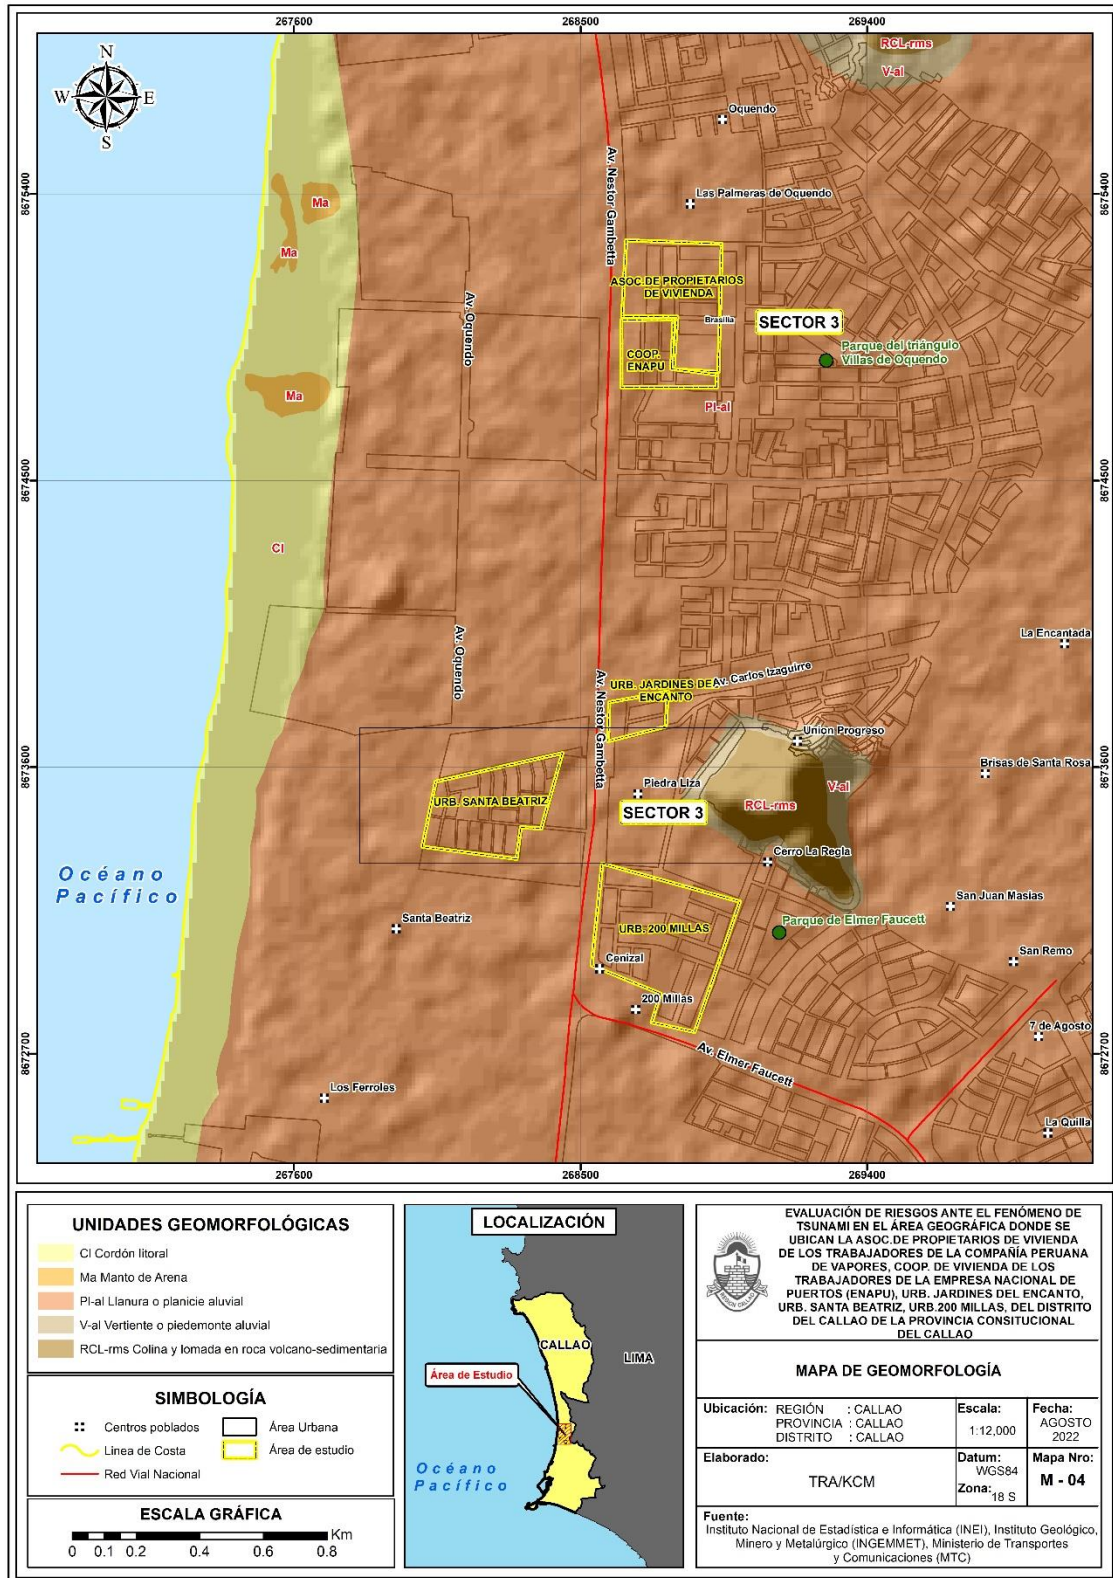 267600
268500
269400
N
W
E
S
RCL-rms
V-al
Oquendo
8675400
8675400
Las Palmeras de Oquendo
Av. Nestor Gambetta
Ma
Ma
ASOC.DE PROPIETARIOS
DE VIVIENDA
Brasilia
SECTOR 3
Av. Oquendo
COOP.
ENAPU
Parque del triángulo
Villas de Oquendo
Ma
Pl-al
8674500
8674500
Cl
La Encantada
Av. Oquendo
Av. Nestor Gambetta
URB. JARDINES DEL
ENCANTO
Av. Carlos Izaguirre
Union Progreso
8673600
8673600
Brisas de Santa Rosa
Piedra Liza
V-al
URB. SANTA BEATRIZ
RCL-rms
SECTOR 3
Cerro La Regla
Océano
Pacífico
San Juan Masias
Santa Beatriz
URB. 200 MILLAS
Parque de Elmer Faucett
Cenizal
San Remo
200 Millas
7 de Agosto
8672700
8672700
Av. Elmer Faucett
Los Ferroles
La Quilla
267600
268500
269400
UNIDADES GEOMORFOLÓGICAS
Cl Cordón litoral
Ma Manto de Arena
Pl-al Llanura o planicie aluvial
V-al Vertiente o piedemonte aluvial
RCL-rms Colina y lomada en roca volcano-sedimentaria
SIMBOLOGÍA
Centros poblados
Área Urbana
Linea de Costa
Área de estudio
Red Vial Nacional
ESCALA GRÁFICA
Km
0 0.1 0.2 0.4 0.6 0.8
LOCALIZACIÓN
CALLAO
LIMA
Área de Estudio
Océano
Pacífico
REGION CALLAO
EVALUACIÓN DE RIESGOS ANTE EL FENÓMENO DE
TSUNAMI EN EL ÁREA GEOGRÁFICA DONDE SE
UBICAN LA ASOC.DE PROPIETARIOS DE VIVIENDA
DE LOS TRABAJADORES DE LA COMPAÑÍA PERUANA
DE VAPORES, COOP. DE VIVIENDA DE LOS
TRABAJADORES DE LA EMPRESA NACIONAL DE
PUERTOS (ENAPU), URB. JARDINES DEL ENCANTO,
URB. SANTA BEATRIZ, URB.200 MILLAS, DEL DISTRITO
DEL CALLAO DE LA PROVINCIA CONSITUCIONAL
DEL CALLAO
MAPA DE GEOMORFOLOGÍA
Ubicación: REGIÓN : CALLAO
PROVINCIA : CALLAO
DISTRITO : CALLAO
Escala:
1:12,000
Fecha:
AGOSTO
2022
Elaborado:
TRA/KCM
Datum:
WGS84
Zona: 18 S
Mapa Nro:
M - 04
Fuente:
Instituto Nacional de Estadística e Informática (INEI), Instituto Geológico,
Minero y Metalúrgico (INGEMMET), Ministerio de Transportes
y Comunicaciones (MTC)